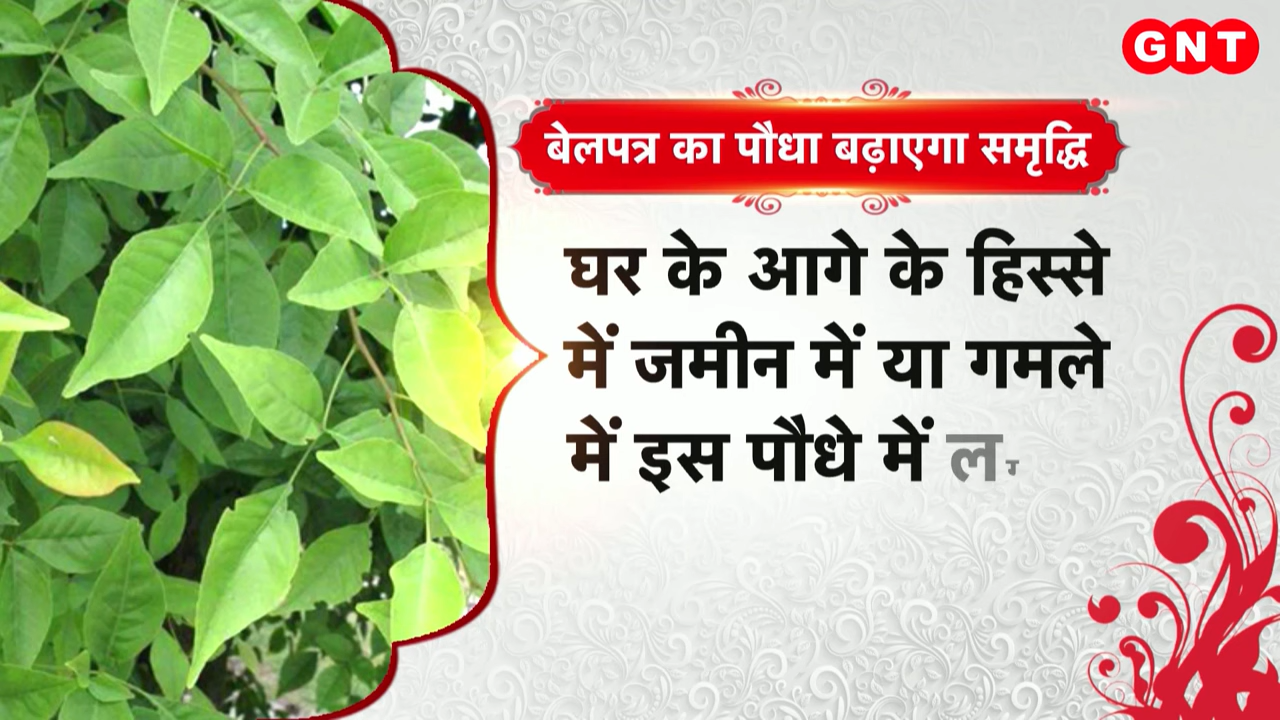 GNT
बेलपत्र का पौधा बढ़ाएगा समृद्धि
घर के आगे के हिस्से
में जमीन में या गमले
में इस पौधे में